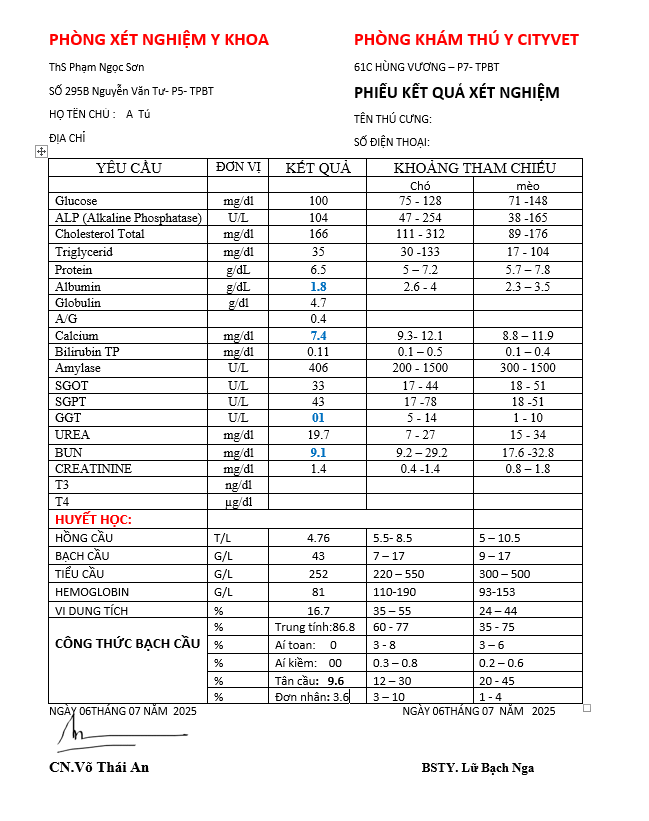 PHÒNG XÉT NGHIỆM Y KHOA PHÒNG KHÁM THÚ Y CITYVET
ThS Phạm Ngọc Sơn 61C HÙNG VƯƠNG – P7- TPBT
SỐ 295B Nguyễn Văn Tư- P5- TPBT PHIẾU KẾT QUẢ XÉT NGHIỆM
HỌ TÊN CHỦ : A Tú TÊN THÚ CƯNG:
ĐỊA CHỈ SỐ ĐIỆN THOẠI:
YÊU CẦU ĐƠN VỊ KẾT QUẢ KHOẢNG THAM CHIẾU
Chó mèo
Glucose mg/dl 100 75 - 128 71 -148
ALP (Alkaline Phosphatase) U/L 104 47 - 254 38 -165
Cholesterol Total mg/dl 166 111 - 312 89 -176
Triglycerid mg/dl 35 30 -133 17 - 104
Protein g/dL 6.5 5 – 7.2 5.7 – 7.8
Albumin g/dL 1.8 2.6 - 4 2.3 – 3.5
Globulin g/dl 4.7
A/G 0.4
Calcium mg/dl 7.4 9.3- 12.1 8.8 – 11.9
Bilirubin TP mg/dl 0.11 0.1 – 0.5 0.1 – 0.4
Amylase U/L 406 200 - 1500 300 - 1500
SGOT U/L 33 17 - 44 18 - 51
SGPT U/L 43 17 -78 18 -51
GGT U/L 01 5 - 14 1 - 10
UREA mg/dl 19.7 7 - 27 15 - 34
BUN mg/dl 9.1 9.2 – 29.2 17.6 -32.8
CREATININE mg/dl 1.4 0.4 -1.4 0.8 – 1.8
T3 ng/dl
T4 µg/dl
HUYẾT HỌC:
HỒNG CẦU T/L 4.76 5.5- 8.5 5 – 10.5
BẠCH CẦU G/L 43 7 – 17 9 – 17
TIỂU CẦU G/L 252 220 – 550 300 – 500
HEMOGLOBIN G/L 81 110-190 93-153
VI DUNG TÍCH % 16.7 35 – 55 24 – 44
CÔNG THỨC BẠCH CẦU % Trung tính:86.8 60 - 77 35 - 75
% Aí toan: 0 3 - 8 3 – 6
% Aí kiềm: 00 0.3 – 0.8 0.2 – 0.6
% Tân cầu: 9.6 12 – 30 20 - 45
% Đơn nhân: 3.6 3 – 10 1 - 4
NGÀY 06THÁNG 07 NĂM 2025 NGÀY 06THÁNG 07 NĂM 2025
CN.Võ Thái An BSTY. Lữ Bạch Nga